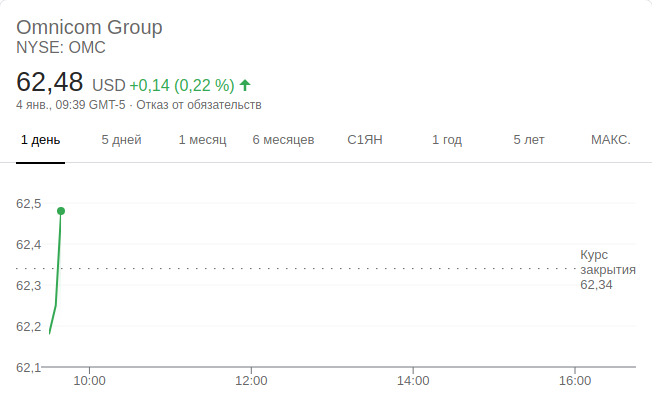 Omnicom Group
NYSE: OMC
62,48 USD +0,14 (0,22 %)
4 янв., 09:39 GMT-5 · Отказ от обязательств
1 день 5 дней 1 месяц 6 месяцев С1ЯН 1 год 5 лет МАКС.
62,5
62,4
62,3
62,2
62,1
Курс
закрытия
62,34
10:00 12:00 14:00 16:00